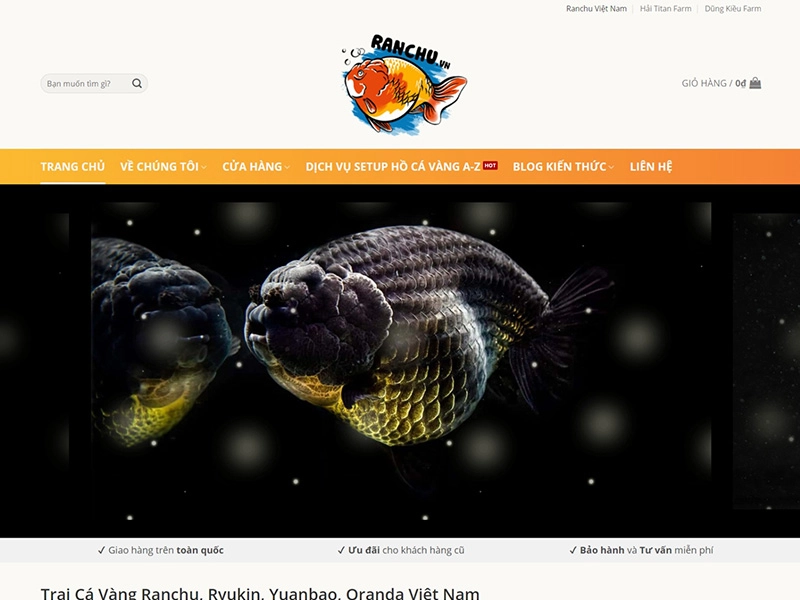 Ranchu Việt Nam
Hải Titan Farm
Dũng Kiều Farm
RANCHU.VN
Bạn muốn tìm gì?
GIỎ HÀNG / 0₫
TRANG CHỦ
VỀ CHÚNG TÔI
CỬA HÀNG
DỊCH VỤ SETUP HỒ CÁ VÀNG A-Z HOT
BLOG KIẾN THỨC
LIÊN HỆ
✓ Giao hàng trên toàn quốc
✓ Ưu đãi cho khách hàng cũ
✓ Bảo hành và Tư vấn miễn phí
Trại Cá Vàng Ranchu, Ryukin, Yuanbao, Oranda Việt Nam